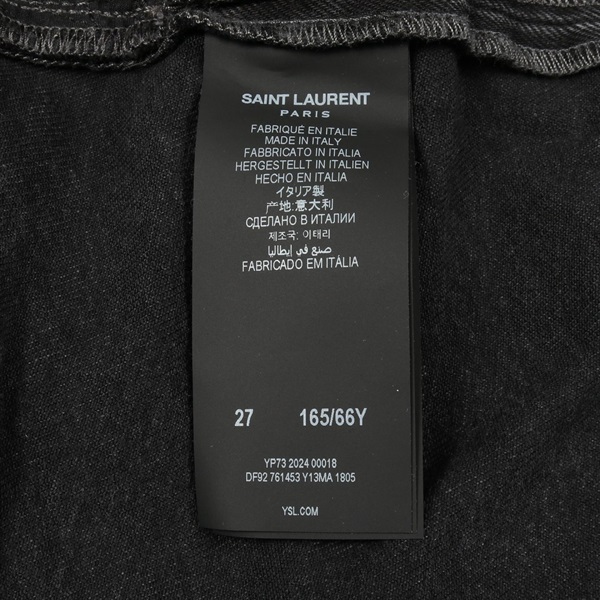 SAINT LAURENT
PARIS
FABRIQUÉ EN ITALIE
MADE IN ITALY
FABBRICATO IN ITALIA
HERGESTELLT IN ITALIEN
HECHO EN ITALIA
イタリア製
产地:意大利
СДЕЛАНО В ИТАЛИИ
제조국: 이태리
صنع في إيطاليا
FABRICADO EM ITÁLIA
27 165/66Y
YP73 2024 00018
DF92 761453 Y13MA 1805
YSL.COM